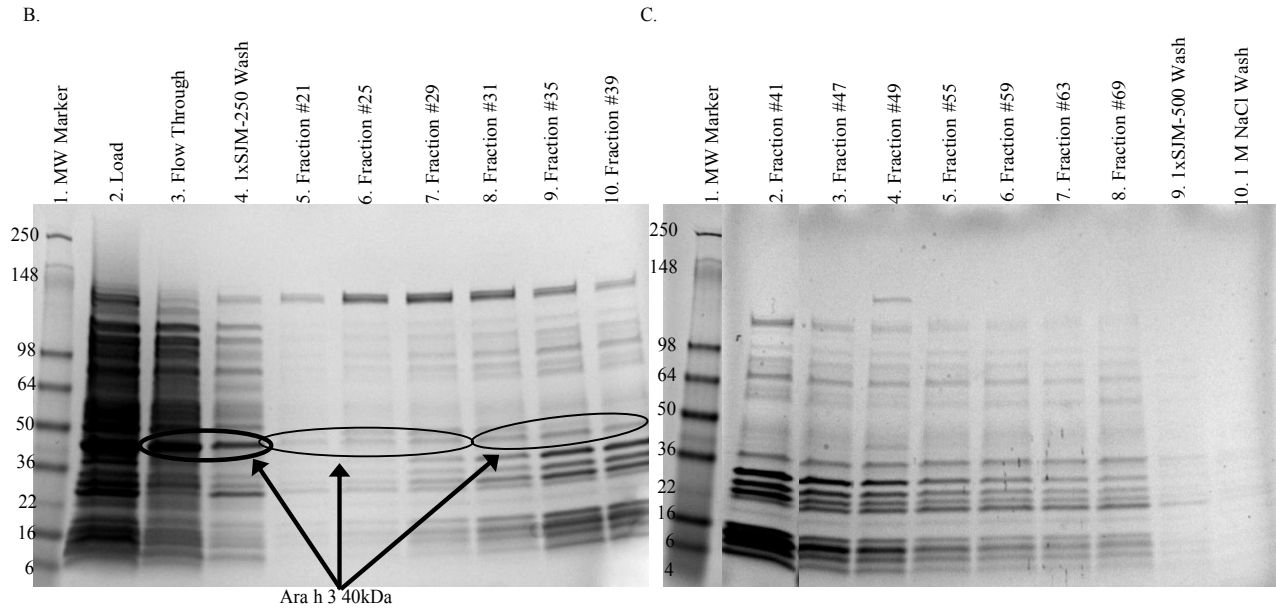 B.
1. MW Marker
2. Load
3. Flow Through
4. 1xSJM-250 Wash
5. Fraction #21
6. Fraction #25
7. Fraction #29
8. Fraction #31
9. Fraction #35
10. Fraction #39
250
148
98
64
50
36
22
16
6
Ara h 3 40kDa
C.
1. MW Marker
2. Fraction #41
3. Fraction #47
4. Fraction #49
5. Fraction #55
6. Fraction #59
7. Fraction #63
8. Fraction #69
9. 1xSJM-500 Wash
10. 1 M NaCl Wash
250
148
98
64
50
36
22
16
6
4